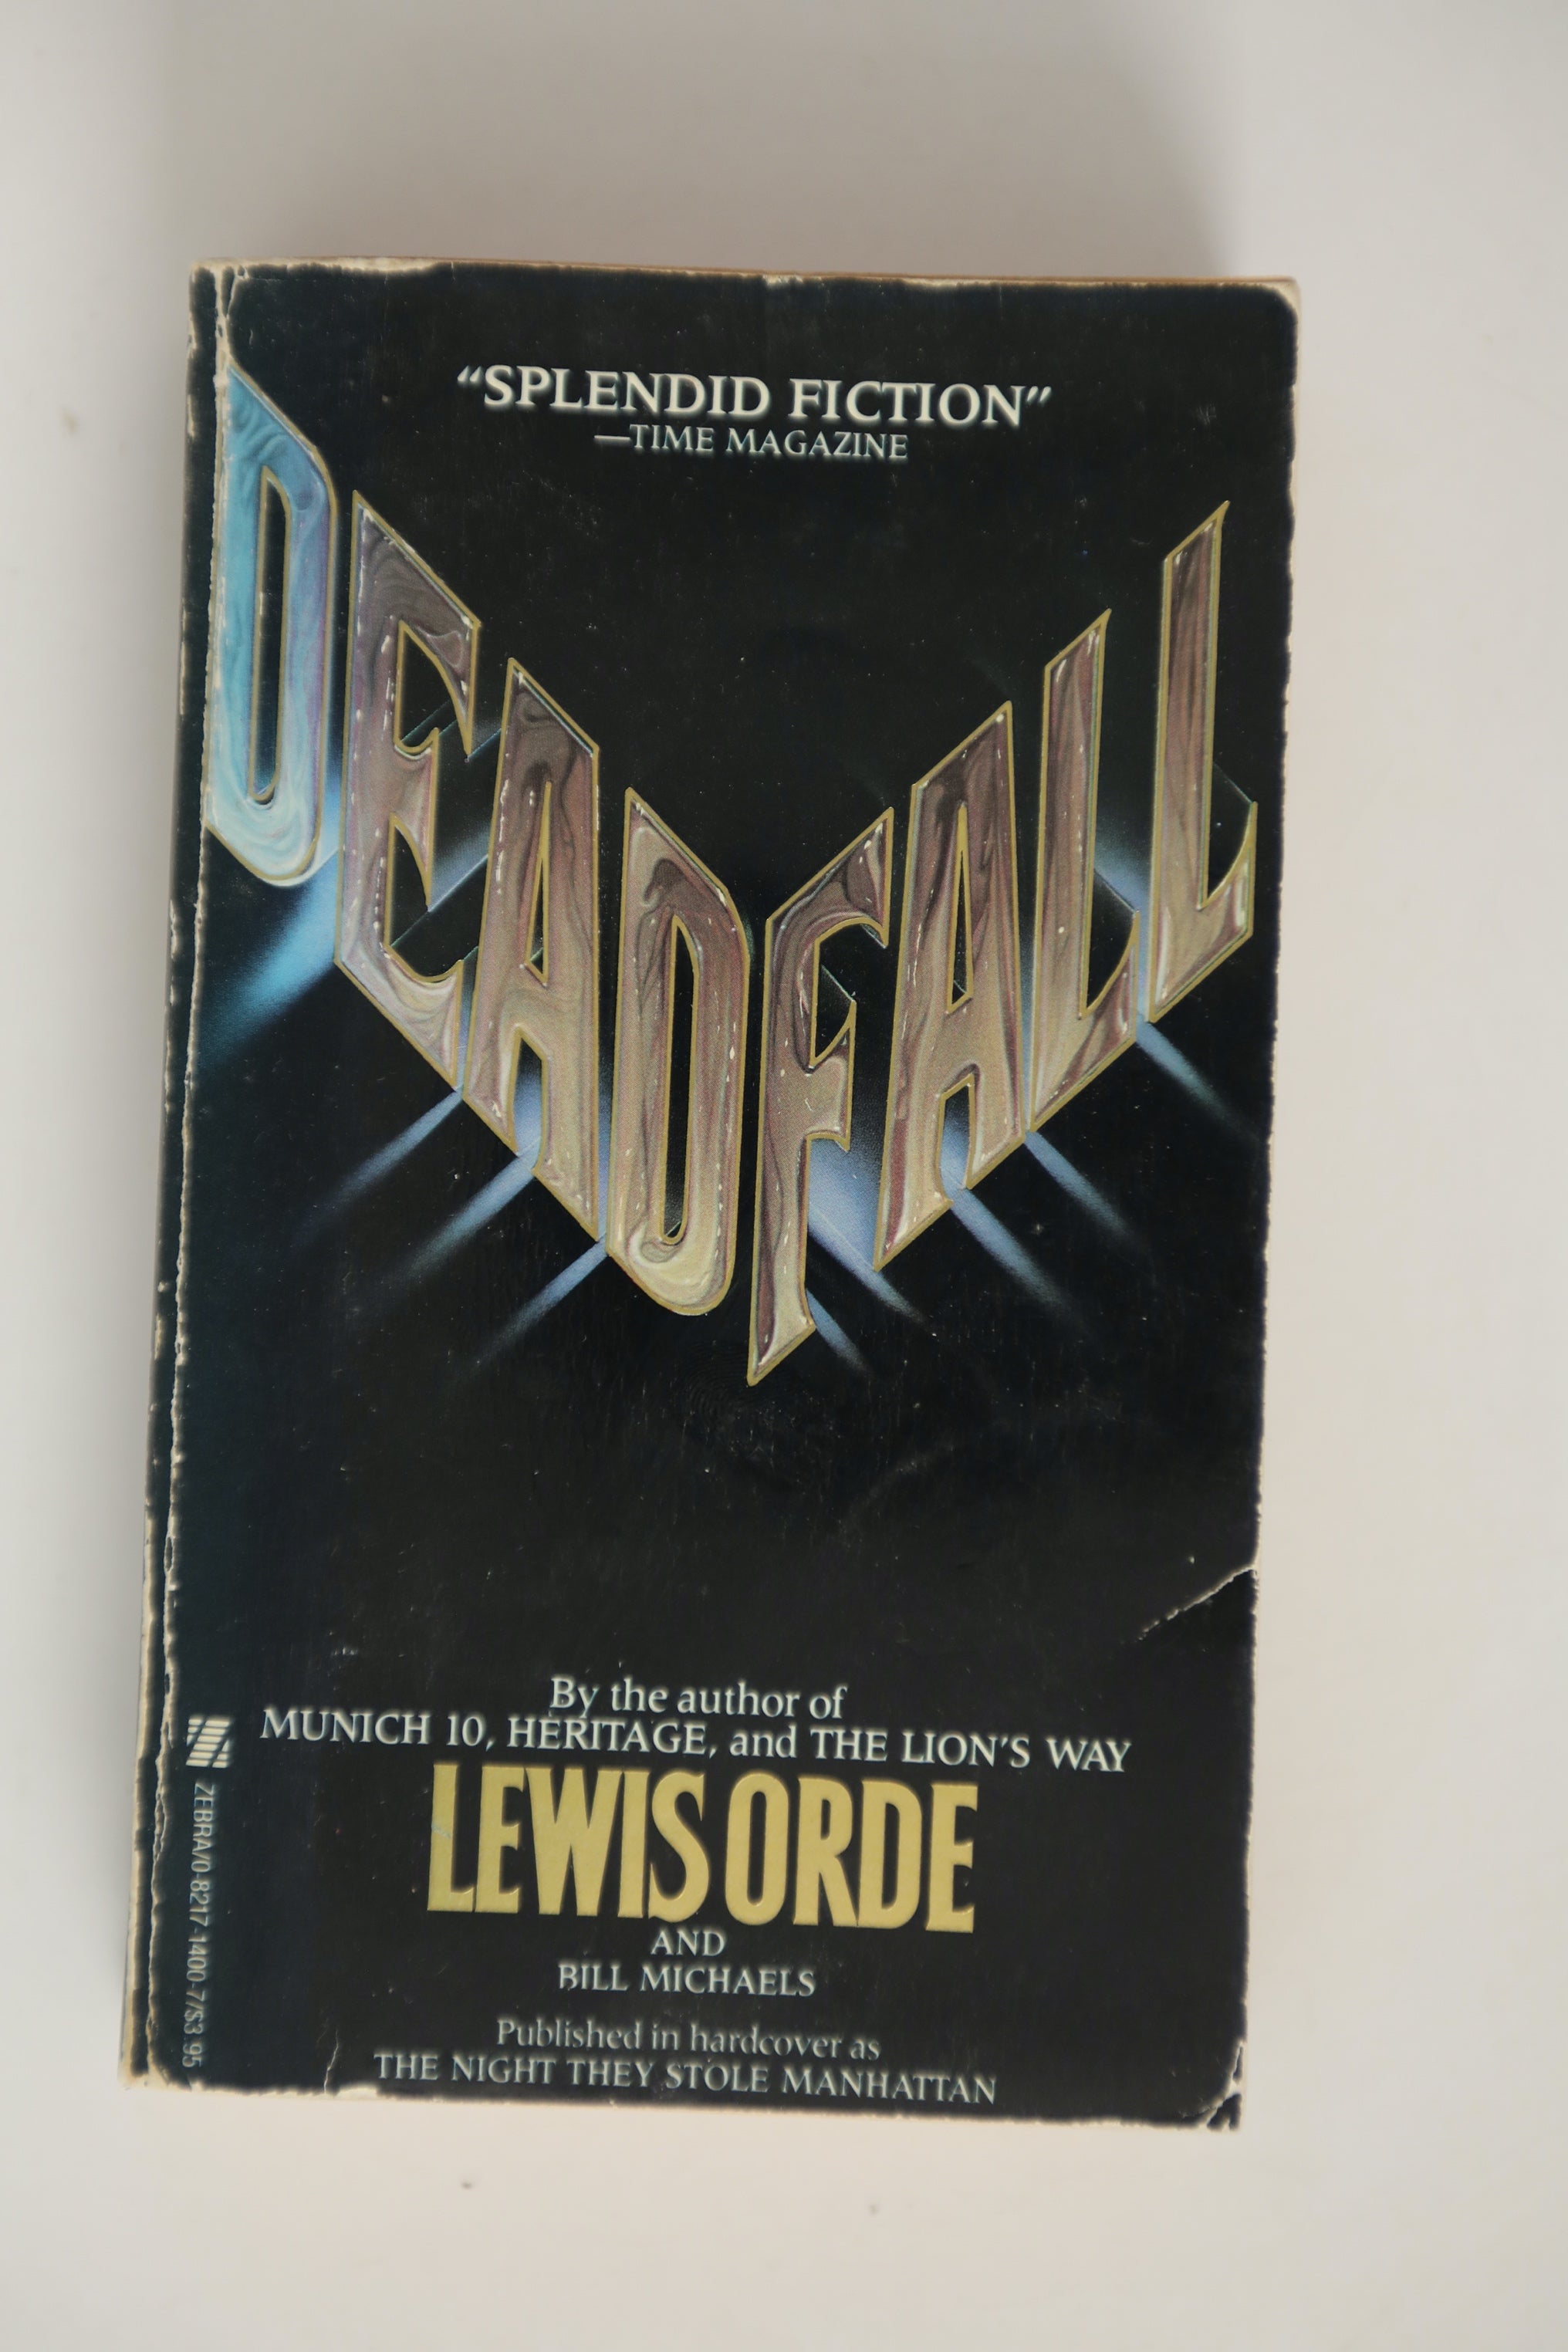 “SPLENDID FICTION”
—TIME MAGAZINE
DEADFALL
By the author of
MUNICH 10, HERITAGE, and THE LION'S WAY
LEWIS ORDE
AND
BILL MICHAELS
Published in hardcover as
THE NIGHT THEY STOLE MANHATTAN
ZEBRA/0-8217-1400-7/$3.95